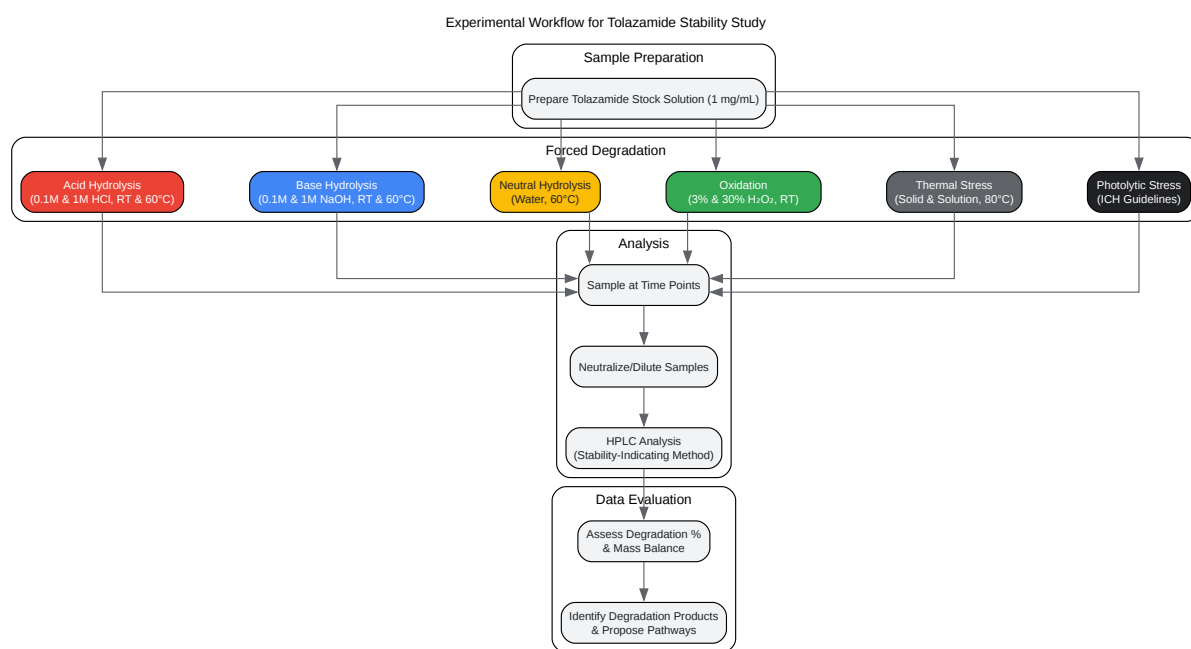 Experimental Workflow for Tolazamide Stability Study
Sample Preparation
Prepare Tolazamide Stock Solution (1 mg/mL)
Forced Degradation
Acid Hydrolysis
(0.1M & 1M HCl, RT & 60°C)
Base Hydrolysis
(0.1M & 1M NaOH, RT & 60°C)
Neutral Hydrolysis
(Water, 60°C)
Oxidation
(3% & 30% H₂O₂, RT)
Thermal Stress
(Solid & Solution, 80°C)
Photolytic Stress
(ICH Guidelines)
Analysis
Sample at Time Points
Neutralize/Dilute Samples
HPLC Analysis
(Stability-Indicating Method)
Data Evaluation
Assess Degradation %
& Mass Balance
Identify Degradation Products
& Propose Pathways